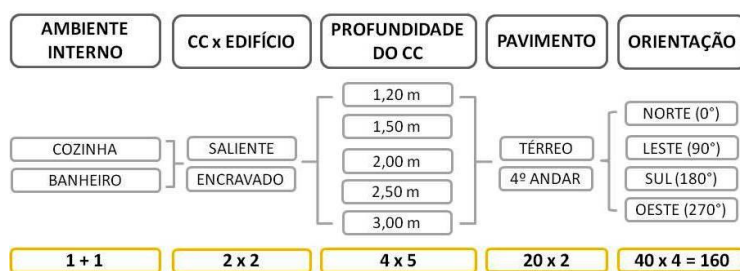 AMBIENTE
INTERNO
CC x EDIFÍCIO
PROFUNDIDADE
DO CC
PAVIMENTO
ORIENTAÇÃO
COZINHA
BANHEIRO
SALIENTE
ENCRAVADO
1,20 m
1,50 m
2,00 m
2,50 m
3,00 m
TÉRREO
4º ANDAR
NORTE (0°)
LESTE (90°)
SUL (180°)
OESTE (270°)
1 + 1
2 x 2
4 x 5
20 x 2
40 x 4 = 160